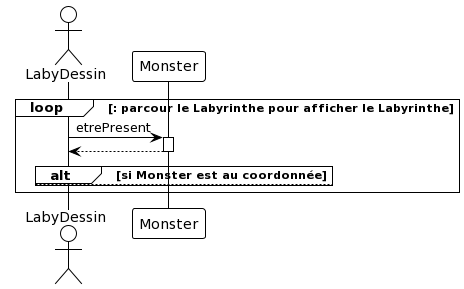 LabyDessin
Monster
loop [: parcour le Labyrinthe pour afficher le Labyrinthe]
etrePresent
alt [si Monster est au coordonnée]
LabyDessin
Monster